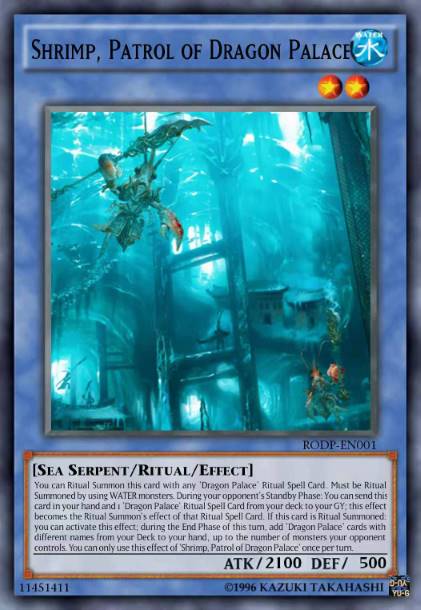 SHRIMP, PATROL OF DRAGON PALACE
WATER
水
RODP-EN001
[SEA SERPENT/RITUAL/EFFECT]
You can Ritual Summon this card with any 'Dragon Palace' Ritual Spell Card. Must be Ritual
Summoned by using WATER monsters. During your opponent's Standby Phase: You can send this
card in your hand and 1 'Dragon Palace' Ritual Spell Card from your deck to GY; this effect
becomes the Ritual Summon's effect of that Ritual Spell Card. If this card is Ritual Summoned:
you can activate this effect; during the End Phase of this turn, add 'Dragon Palace' cards with
different names from your Deck to your hand, up to the number of monsters your opponent
controls. You can only use this effect of 'Shrimp, Patrol of Dragon Palace' once per turn.
ATK/2100 DEF/ 500
11451411
©1996 KAZUKI TAKAHASHI